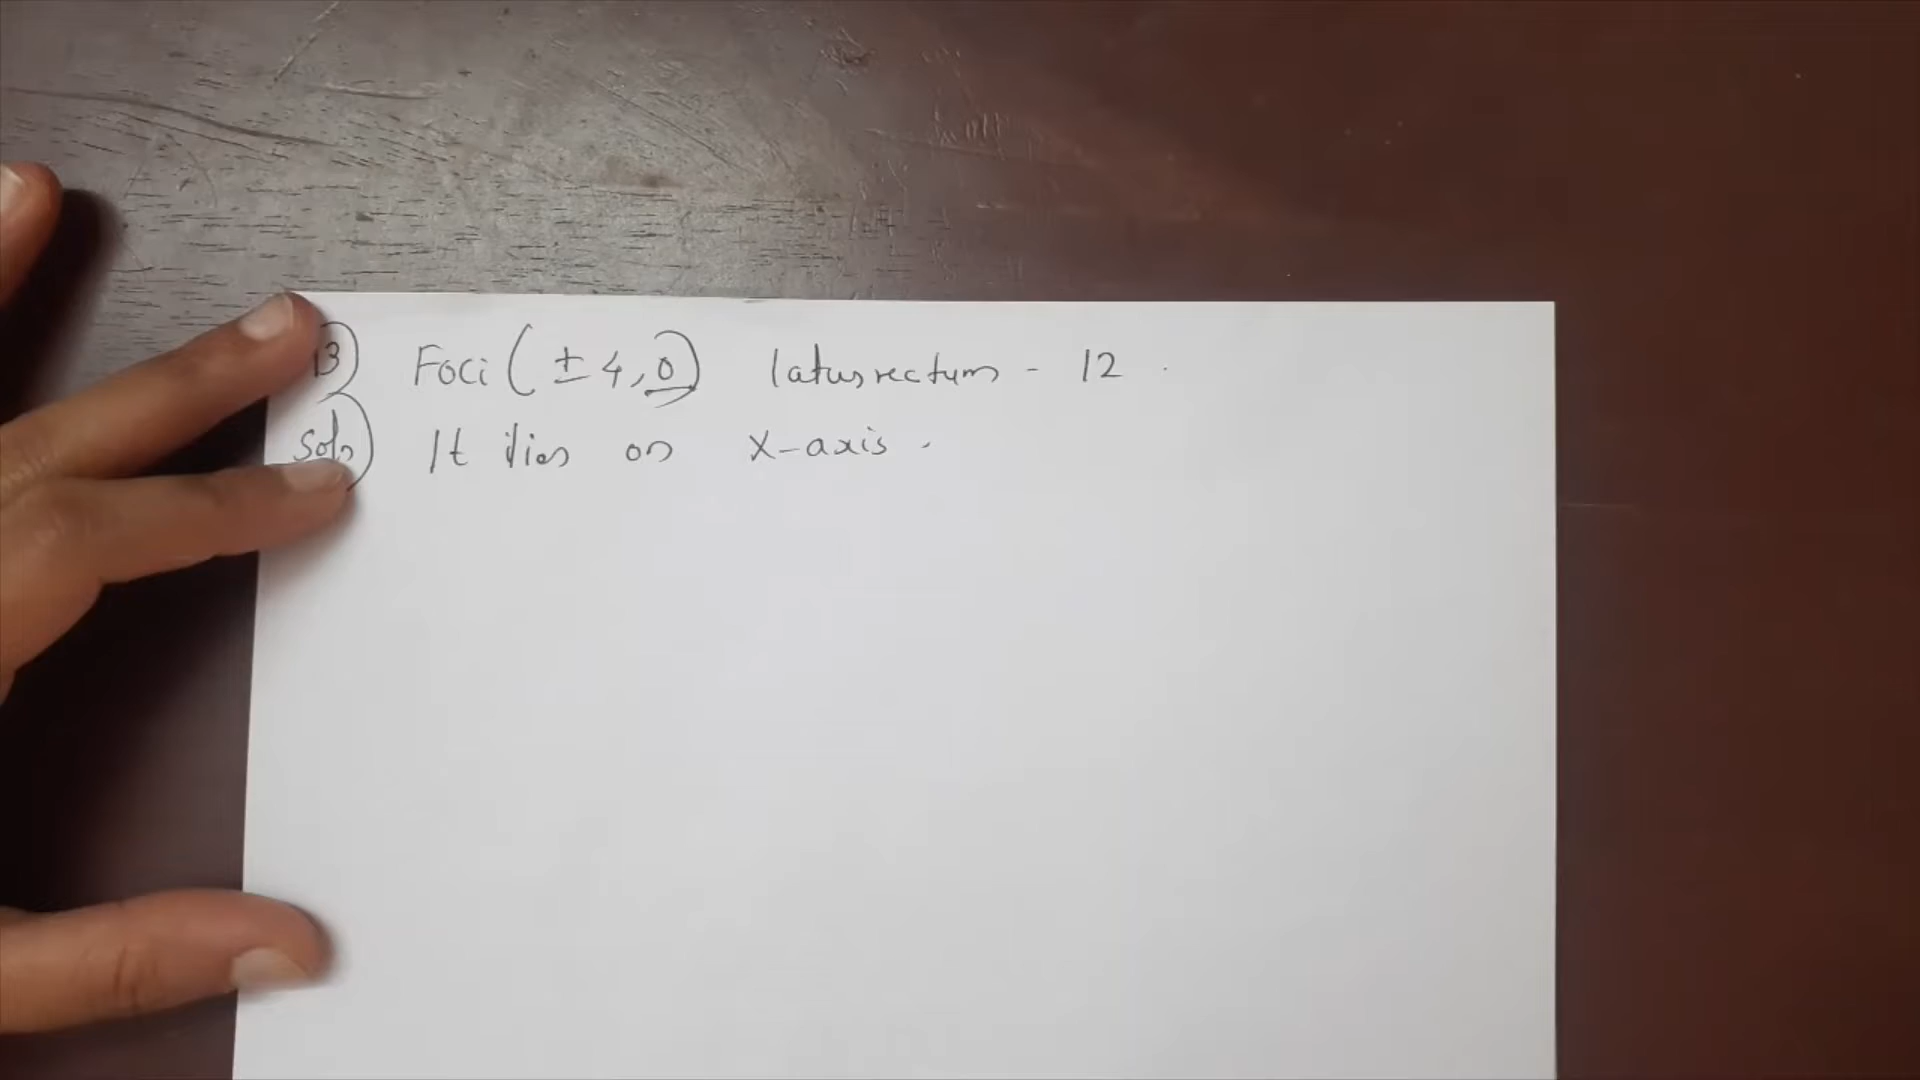 13) Foci (± 4, 0) latusrectum - 12 .
Soln) It lies on X-axis .